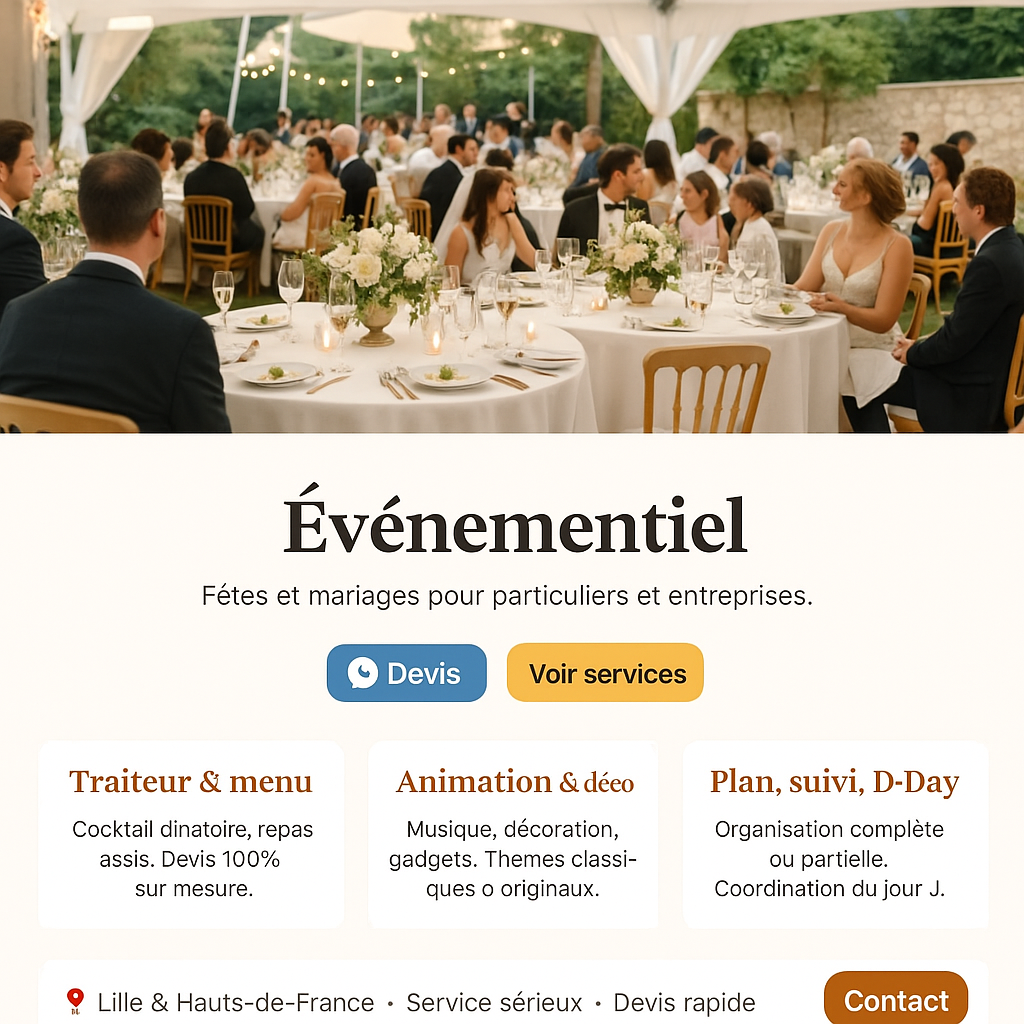 Événementiel
Fétes et mariages pour particuliers et entreprises.
Devis
Voir services
Traiteur & menu
Cocktail dinatoire, repas
assis. Devis 100%
sur mesure.
Animation & déeo
Musique, décoration,
gadgets. Themes classi-
ques o originaux.
Plan, suivi, D-Day
Organisation complète
ou partielle.
Coordination du jour J.
Lille & Hauts-de-France • Service sérieux • Devis rapide
Contact